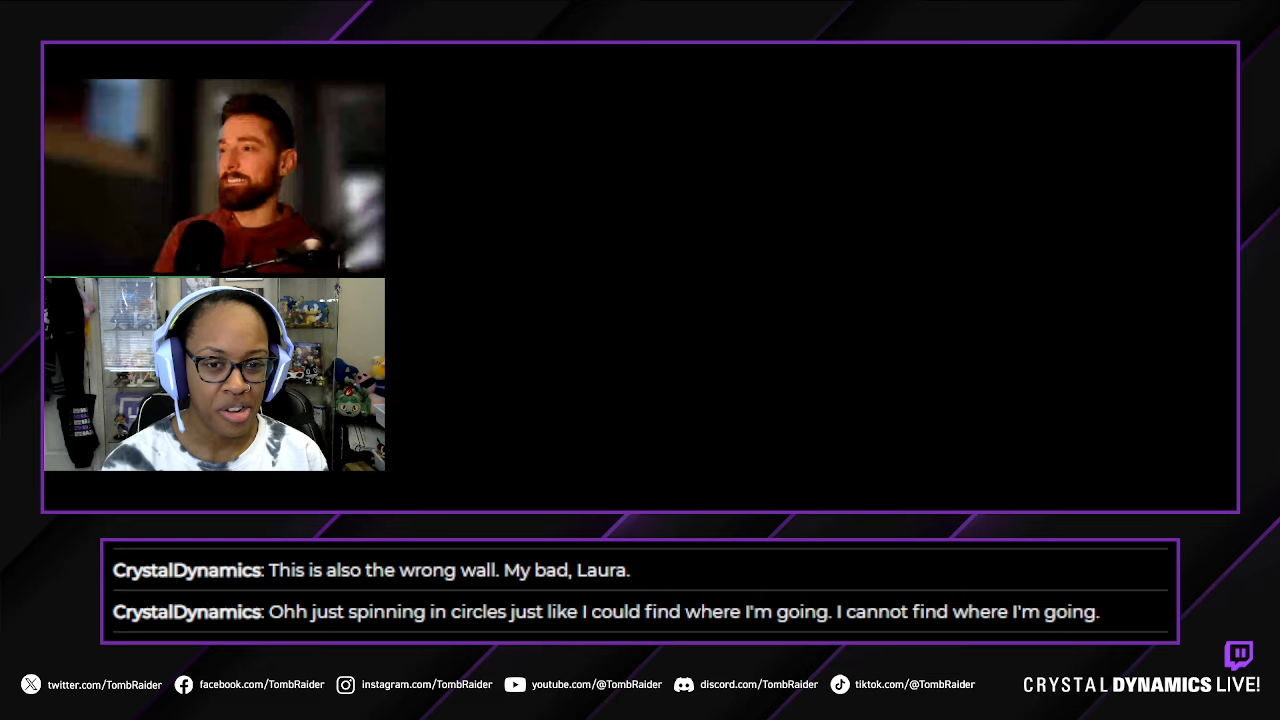 CrystalDynamics: This is also the wrong wall. My bad, Laura.
CrystalDynamics: Ohh just spinning in circles just like I could find where I'm going. I cannot find where I'm going.
twitter.com/TombRaider facebook.com/TombRaider instagram.com/TombRaider youtube.com/@TombRaider discord.com/TombRaider tiktok.com/@TombRaider CRYSTAL DYNAMICS LIVE!